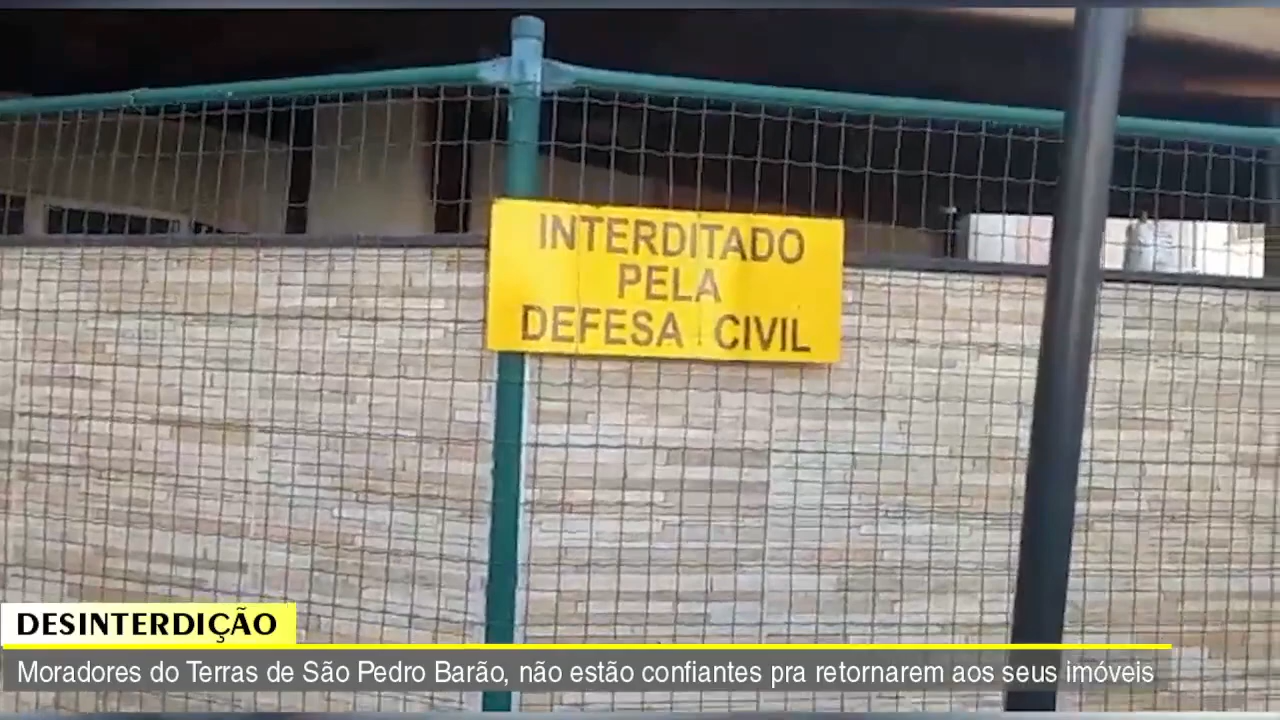 INTERDITADO
PELA
DEFESA CIVIL
DESINTERDIÇÃO
Moradores do Terras de São Pedro Barão, não estão confiantes pra retornarem aos seus imóveis